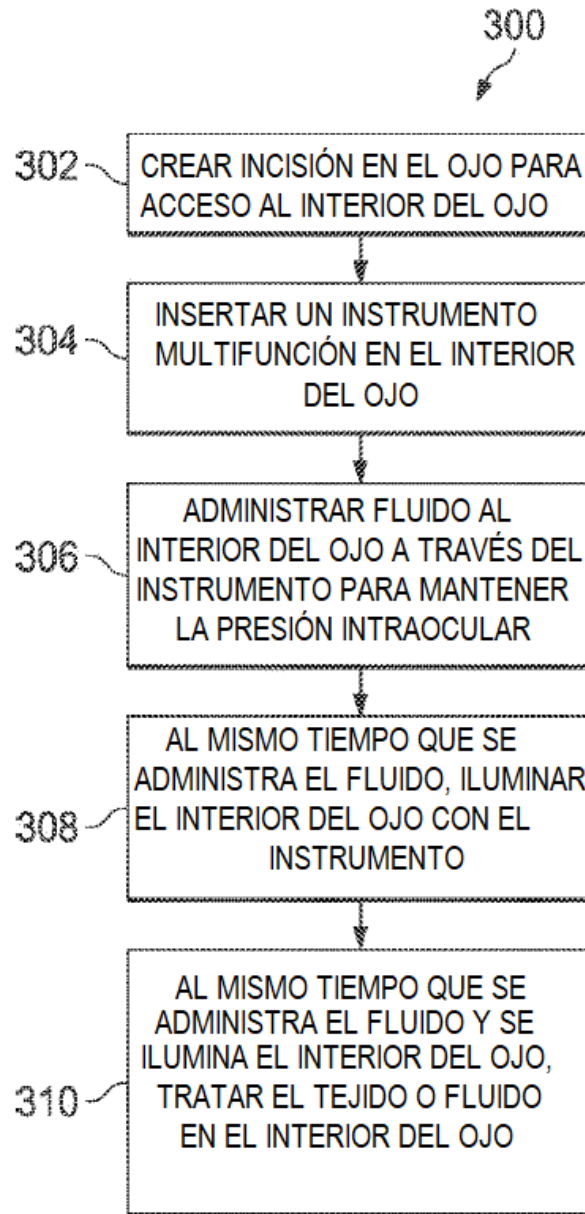 300
302
CREAR INCISIÓN EN EL OJO PARA
ACCESO AL INTERIOR DEL OJO
304
INSERTAR UN INSTRUMENTO
MULTIFUNCIÓN EN EL INTERIOR
DEL OJO
306
ADMINISTRAR FLUIDO AL
INTERIOR DEL OJO A TRAVÉS DEL
INSTRUMENTO PARA MANTENER
LA PRESIÓN INTRAOCULAR
308
AL MISMO TIEMPO QUE SE
ADMINISTRA EL FLUIDO, ILUMINAR
EL INTERIOR DEL OJO CON EL
INSTRUMENTO
310
AL MISMO TIEMPO QUE SE
ADMINISTRA EL FLUIDO Y SE
ILUMINA EL INTERIOR DEL OJO,
TRATAR EL TEJIDO O FLUIDO
EN EL INTERIOR DEL OJO